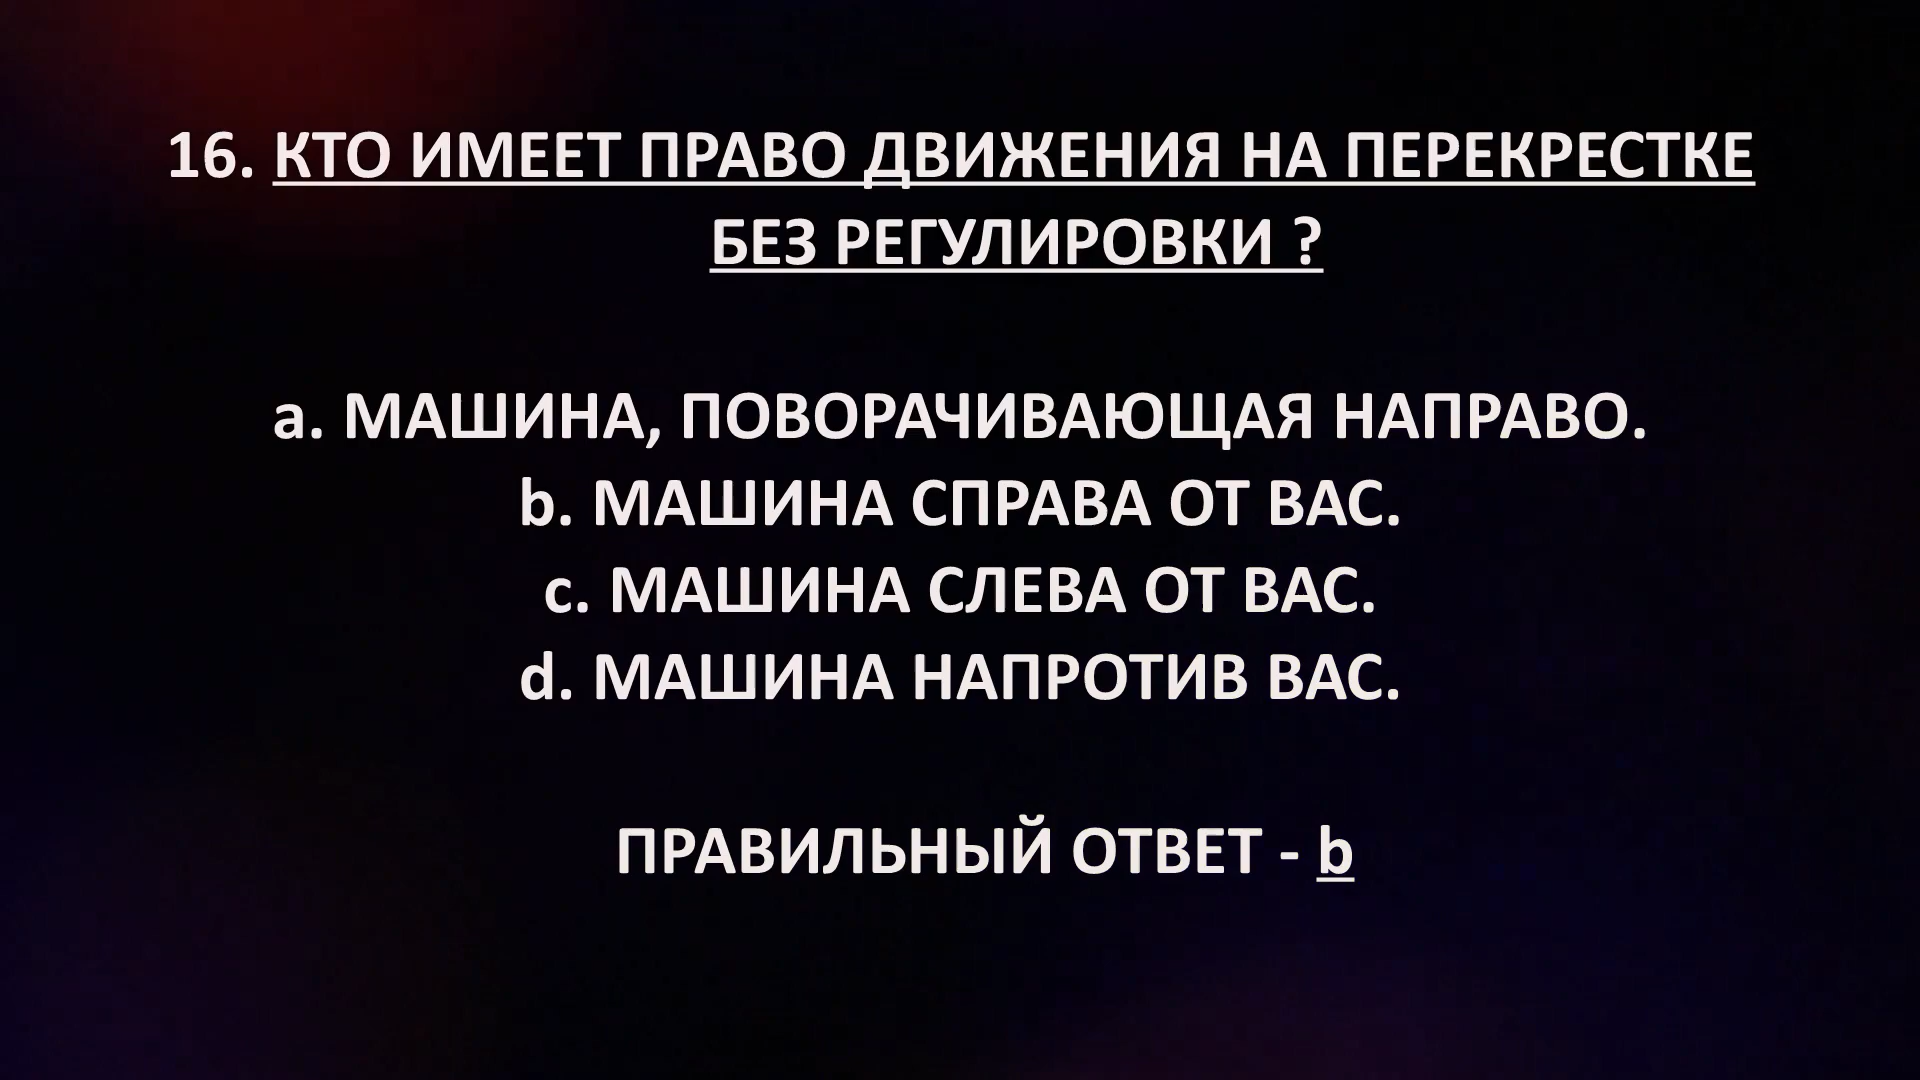 16. КТО ИМЕЕТ ПРАВО ДВИЖЕНИЯ НА ПЕРЕКРЕСТКЕ
БЕЗ РЕГУЛИРОВКИ ?
a. МАШИНА, ПОВОРАЧИВАЮЩАЯ НАПРАВО.
b. МАШИНА СПРАВА ОТ ВАС.
c. МАШИНА СЛЕВА ОТ ВАС.
d. МАШИНА НАПРОТИВ ВАС.
ПРАВИЛЬНЫЙ ОТВЕТ - b